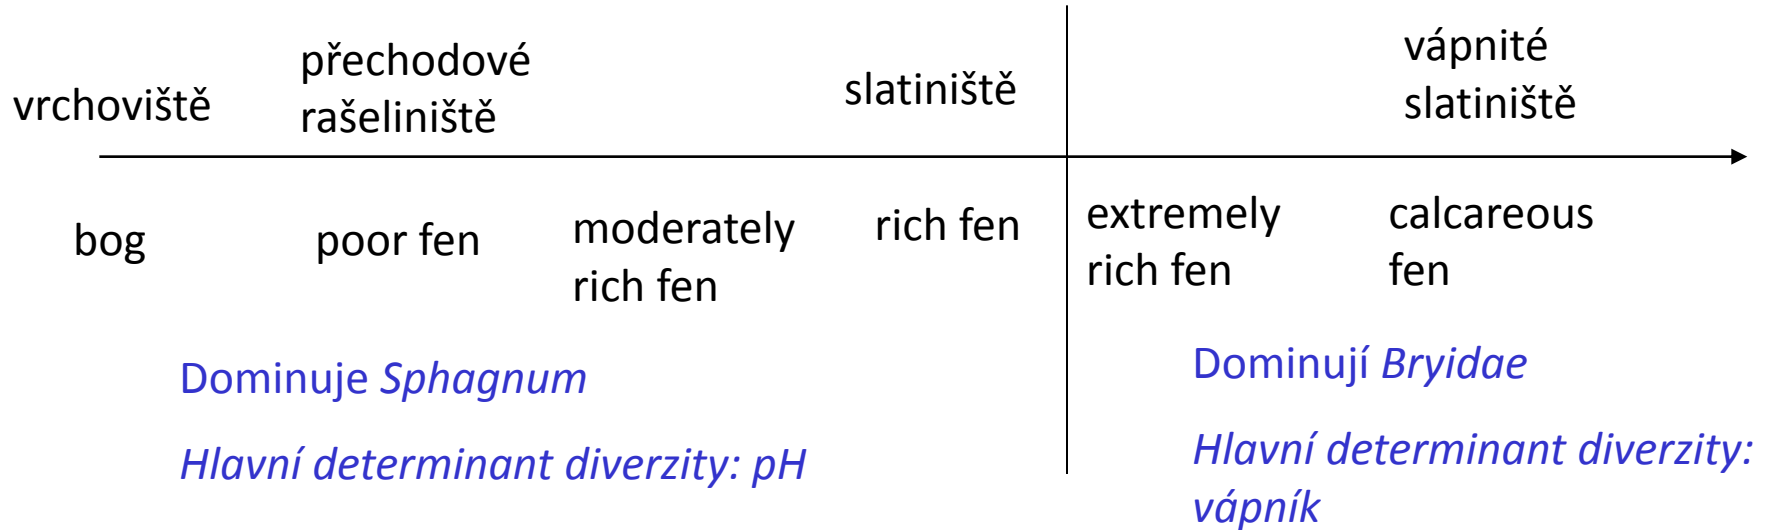 vrchoviště
přechodové
rašeliniště
slatiniště
vápnité
slatiniště
bog
poor fen
moderately
rich fen
rich fen
extremely
rich fen
calcareous
fen
Dominuje Sphagnum
Hlavní determinant diverzity: pH
Dominují Bryidae
Hlavní determinant diverzity:
vápník